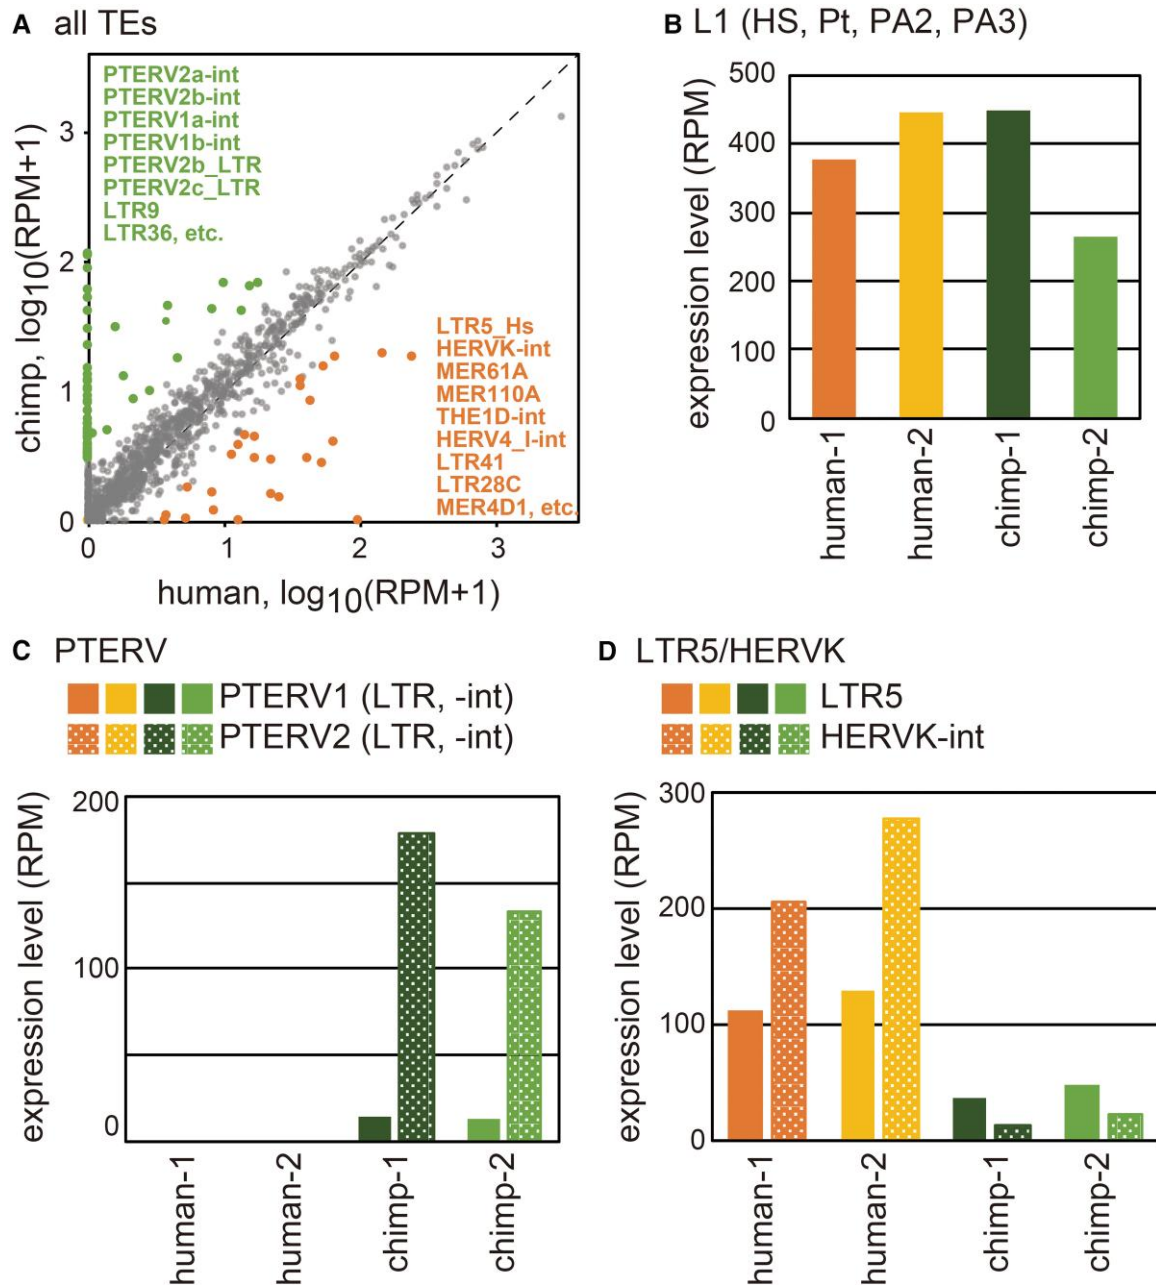 A all TEs
PTERV2a-int
PTERV2b-int
PTERV1a-int
PTERV1b-int
PTERV2b_LTR
PTERV2c_LTR
LTR9
LTR36, etc.
LTR5_Hs
HERVK-int
MER61A
MER110A
THE1D-int
HERV4_I-int
LTR41
LTR28C
MER4D1, etc.
chimp, log10(RPM+1)
3
2
1
0
0 1 2 3
human, log10(RPM+1)
B L1 (HS, Pt, PA2, PA3)
expression level (RPM)
500
400
300
200
100
0
human-1
human-2
chimp-1
chimp-2
C PTERV
PTERV1 (LTR, -int)
PTERV2 (LTR, -int)
expression level (RPM)
200
100
0
human-1
human-2
chimp-1
chimp-2
D LTR5/HERVK
LTR5
HERVK-int
expression level (RPM)
300
200
100
0
human-1
human-2
chimp-1
chimp-2